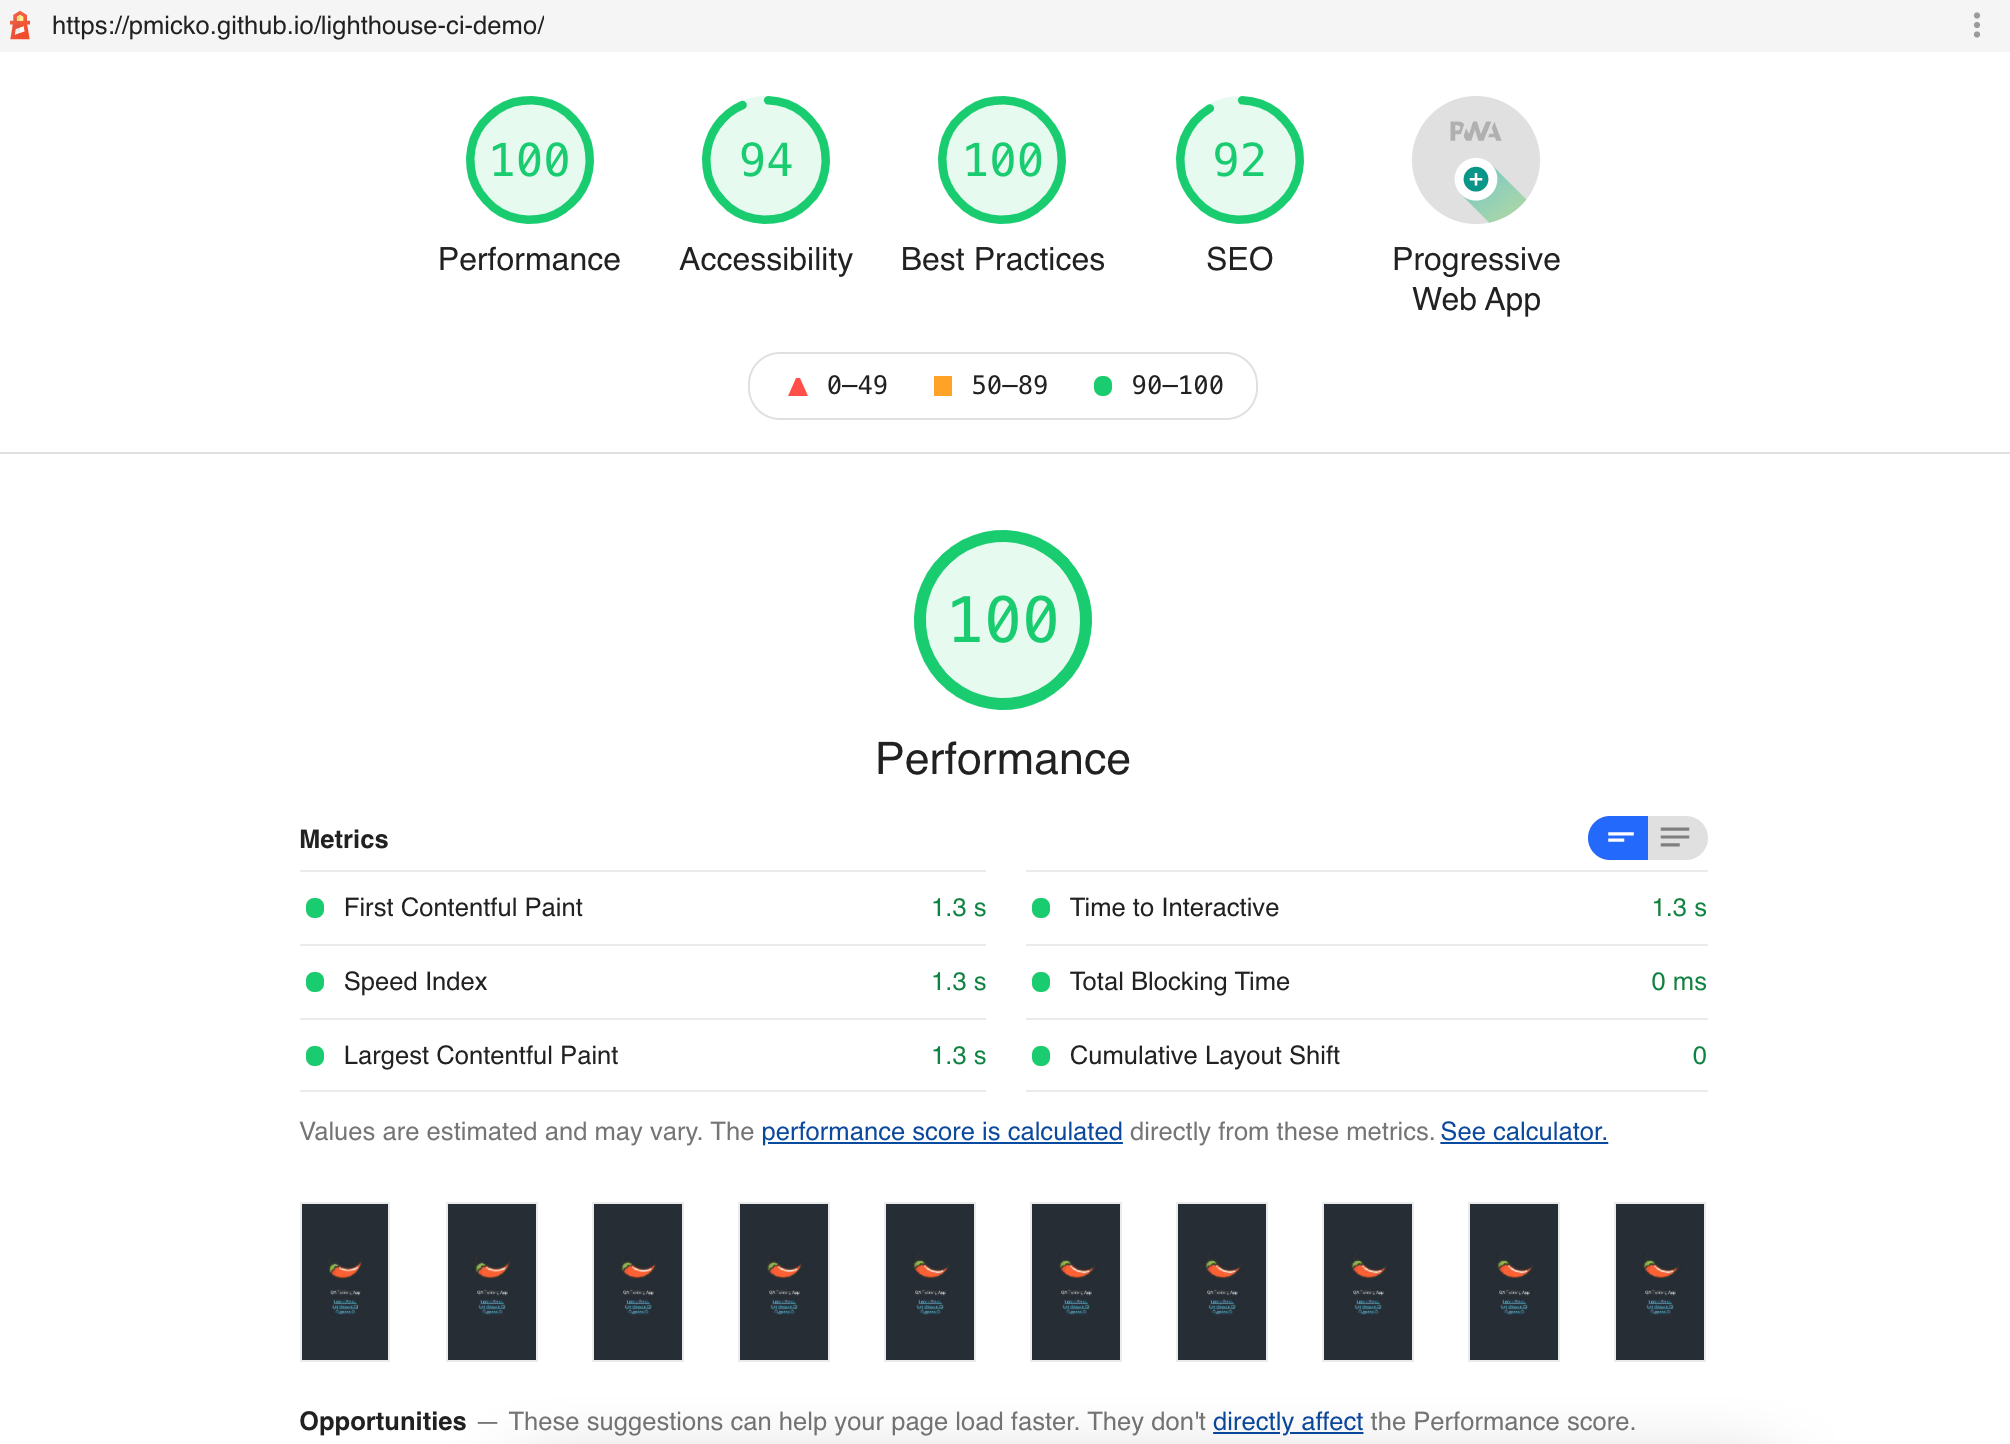 https://pmicko.github.io/lighthouse-ci-demo/
100
94
100
92
PWA
Performance
Accessibility
Best Practices
SEO
Progressive
Web App
0–49
50–89
90–100
100
Performance
Metrics
First Contentful Paint
1.3 s
Time to Interactive
1.3 s
Speed Index
1.3 s
Total Blocking Time
0 ms
Largest Contentful Paint
1.3 s
Cumulative Layout Shift
0
Values are estimated and may vary. The performance score is calculated directly from these metrics. See calculator.
Opportunities — These suggestions can help your page load faster. They don't directly affect the Performance score.